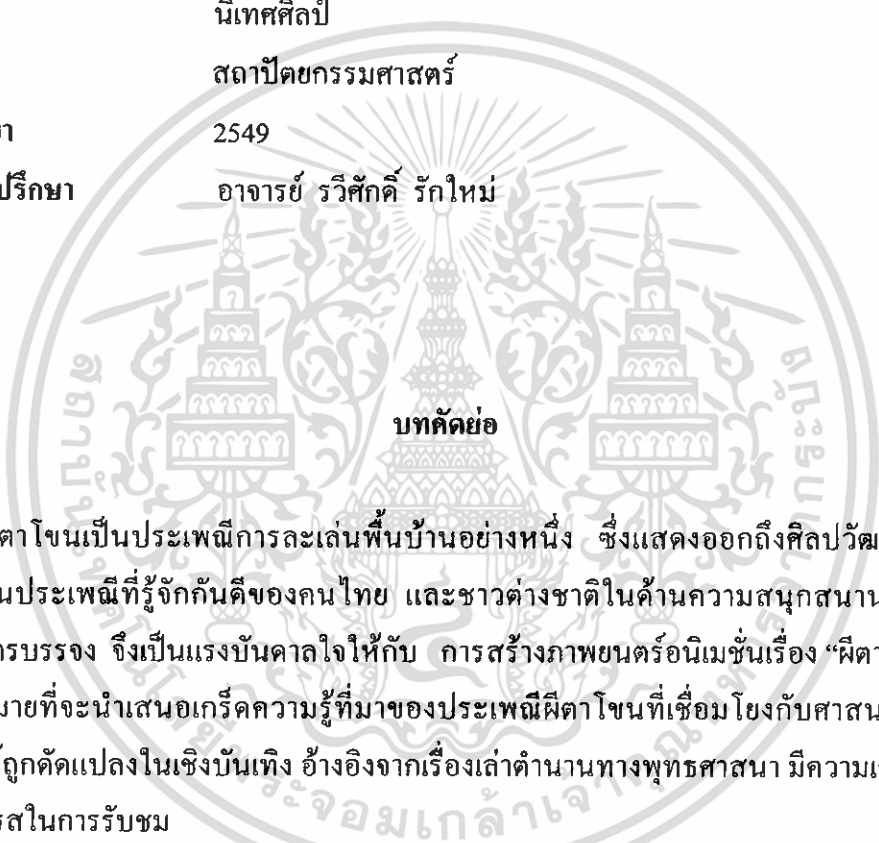 นิเทศศิลป์
สถาปัตยกรรมศาสตร์
า 2549
ปรึกษา อาจารย์ รวีศักดิ์ รักใหม่
บทคัดย่อ
ตาโขนเป็นประเพณีการละเล่นพื้นบ้านอย่างหนึ่ง ซึ่งแสดงออกถึงศิลปวัฒ
นประเพณีที่รู้จักกันดีของคนไทย และชาวต่างชาติในด้านความสนุกสนาน
ารบรรจง จึงเป็นแรงบันดาลใจให้กับ การสร้างภาพยนตร์อนิเมชั่นเรื่อง “ผีตา
มายที่จะนำเสนอเกร็ดความรู้ที่มาของประเพณีผีตาโขนที่เชื่อมโยงกับศาสน
ถูกดัดแปลงในเชิงบันเทิง อ้างอิงจากเรื่องเล่าตำนานทางพุทธศาสนา มีความเ
รสในการรับชม